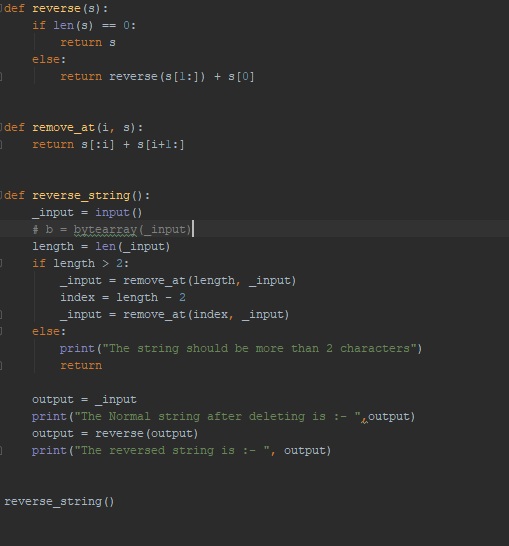 def reverse(s):
    if len(s) == 0:
        return s
    else:
        return reverse(s[1:]) + s[0]
def remove_at(i, s):
    return s[:i] + s[i+1:]
def reverse_string():
    _input = input()
    # b = bytearray(_input)
    length = len(_input)
    if length > 2:
        _input = remove_at(length, _input)
        index = length - 2
        _input = remove_at(index, _input)
    else:
        print("The string should be more than 2 characters")
        return
    output = _input
    print("The Normal string after deleting is :- ",output)
    output = reverse(output)
    print("The reversed string is :- ", output)
reverse_string()